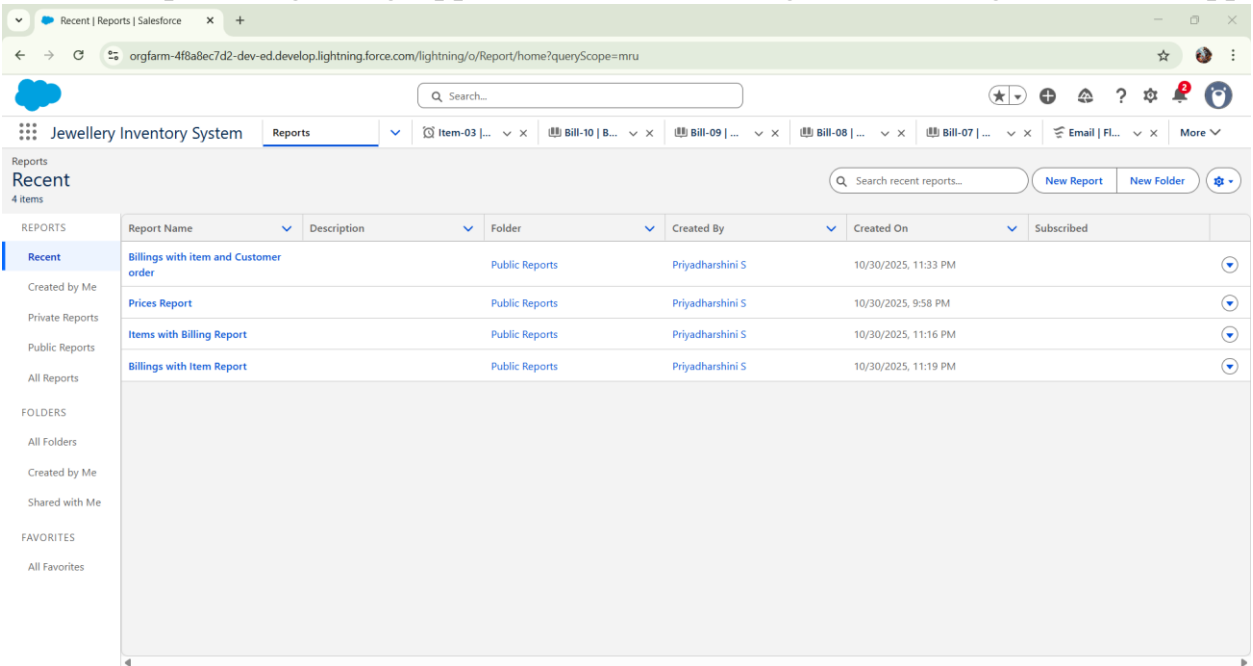 Recent | Reports | Salesforce
orgfarm-4f8a8ec7d2-dev-ed.develop.lightning.force.com/lightning/o/Report/home?queryScope=mru
Search...
2
Jewellery Inventory System Reports Item-03 |... Bill-10 | B... Bill-09 | ... Bill-08 | ... Bill-07 | ... Email | Fl... More
Reports
Recent
4 items
Search recent reports...
New Report New Folder
REPORTS
Recent
Created by Me
Private Reports
Public Reports
All Reports
FOLDERS
All Folders
Created by Me
Shared with Me
FAVORITES
All Favorites
Report Name Description Folder Created By Created On Subscribed
Billings with item and Customer
order
Public Reports Priyadharshini S 10/30/2025, 11:33 PM
Prices Report Public Reports Priyadharshini S 10/30/2025, 9:58 PM
Items with Billing Report Public Reports Priyadharshini S 10/30/2025, 11:16 PM
Billings with Item Report Public Reports Priyadharshini S 10/30/2025, 11:19 PM